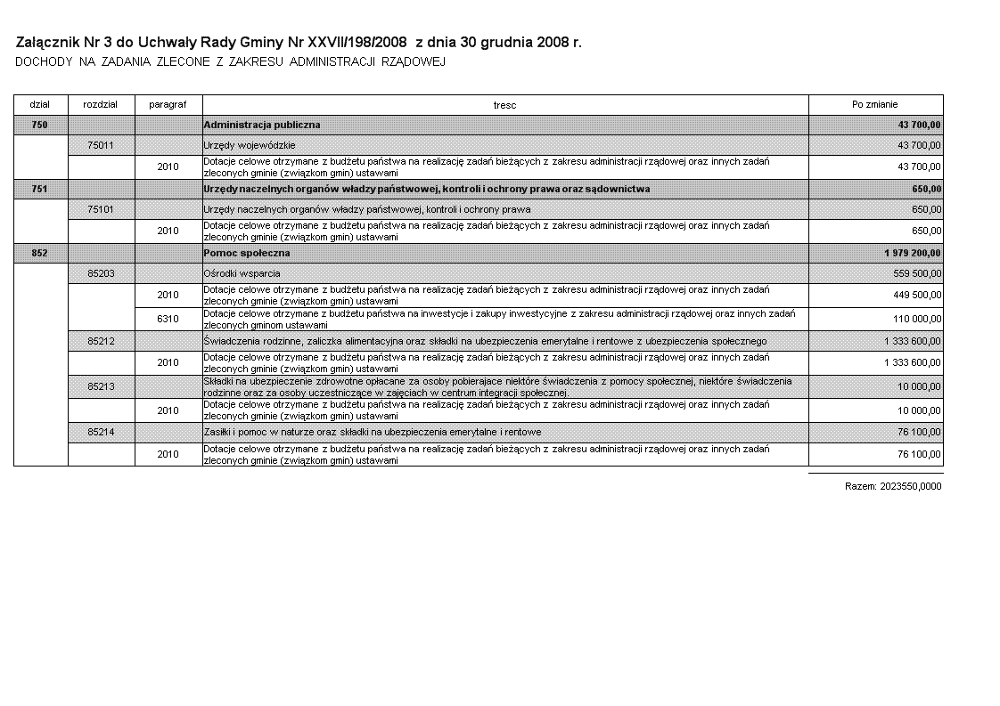 Załącznik Nr 3 do Uchwały Rady Gminy Nr XXVII/198/2008 z dnia 30 grudnia 2008 r.
DOCHODY NA ZADANIA ZLECONE Z ZAKRESU ADMINISTRACJI RZĄDOWEJ
dzial rozdzial paragraf tresc Po zmianie
750 Administracja publiczna 43 700,00
75011 Urzędy wojewódzkie 43 700,00
2010 Dotacje celowe otrzymane z budżetu państwa na realizację zadań bieżących z zakresu administracji rządowej oraz innych zadań
zleconych gminie (związkom gmin) ustawami 43 700,00
751 Urzędy naczelnych organów władzy państwowej, kontroli i ochrony prawa oraz sądownictwa 650,00
75101 Urzędy naczelnych organów władzy państwowej, kontroli i ochrony prawa 650,00
2010 Dotacje celowe otrzymane z budżetu państwa na realizację zadań bieżących z zakresu administracji rządowej oraz innych zadań
zleconych gminie (związkom gmin) ustawami 650,00
852 Pomoc społeczna 1 979 200,00
85203 Ośrodki wsparcia 559 500,00
2010 Dotacje celowe otrzymane z budżetu państwa na realizację zadań bieżących z zakresu administracji rządowej oraz innych zadań
zleconych gminie (związkom gmin) ustawami 449 500,00
6310 Dotacje celowe otrzymane z budżetu państwa na inwestycje i zakupy inwestycyjne z zakresu administracji rządowej oraz innych zadań
zleconych gminom ustawami 110 000,00
85212 Świadczenia rodzinne, zaliczka alimentacyjna oraz składki na ubezpieczenia emerytalne i rentowe z ubezpieczenia społecznego 1 333 600,00
2010 Dotacje celowe otrzymane z budżetu państwa na realizację zadań bieżących z zakresu administracji rządowej oraz innych zadań
zleconych gminie (związkom gmin) ustawami 1 333 600,00
85213 Składki na ubezpieczenie zdrowotne opłacane za osoby pobierajace niektóre świadczenia z pomocy społecznej, niektóre świadczenia
rodzinne oraz za osoby uczestniczące w zajęciach w centrum integracji społecznej. 10 000,00
2010 Dotacje celowe otrzymane z budżetu państwa na realizację zadań bieżących z zakresu administracji rządowej oraz innych zadań
zleconych gminie (związkom gmin) ustawami 10 000,00
85214 Zasiłki i pomoc w naturze oraz składki na ubezpieczenia emerytalne i rentowe 76 100,00
2010 Dotacje celowe otrzymane z budżetu państwa na realizację zadań bieżących z zakresu administracji rządowej oraz innych zadań
zleconych gminie (związkom gmin) ustawami 76 100,00
Razem: 2023550,0000